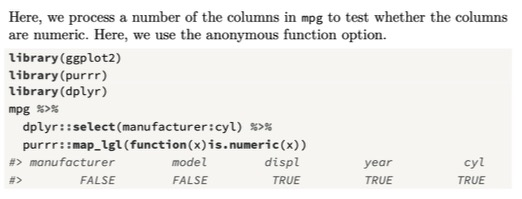 Here, we process a number of the columns in mpg to test whether the columns
are numeric. Here, we use the anonymous function option.
library(ggplot2)
library(purrr)
library(dplyr)
mpg %>%
  dplyr::select(manufacturer:cyl) %>%
  purrr::map_lgl(function(x)is.numeric(x))
#> manufacturer        model        displ         year          cyl
#>        FALSE        FALSE         TRUE         TRUE         TRUE